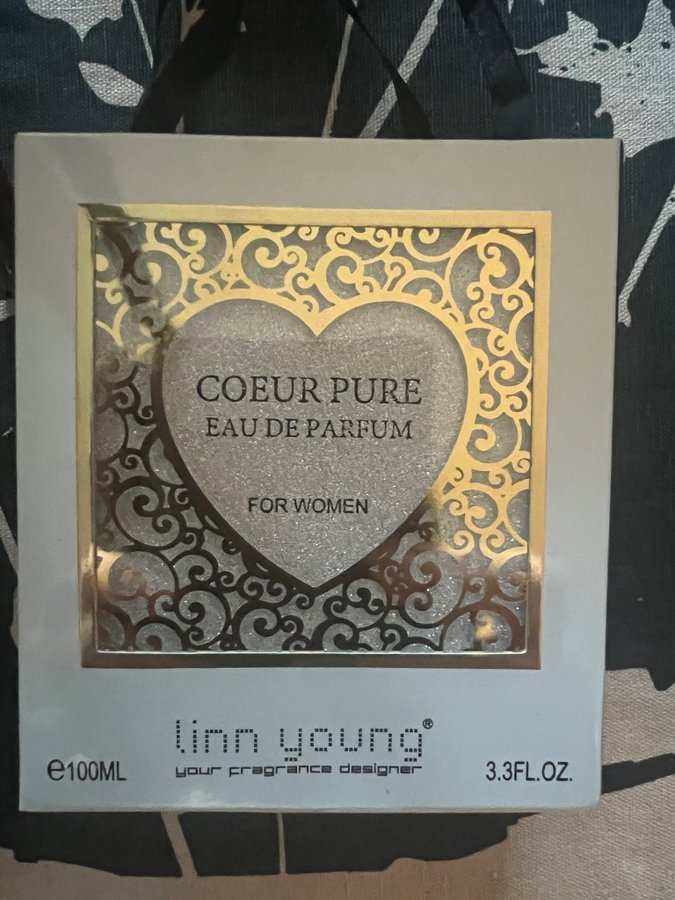 COEUR PURE
EAU DE PARFUM
FOR WOMEN
linn young®
your fragrance designer
℮100ML
3.3FL.OZ.